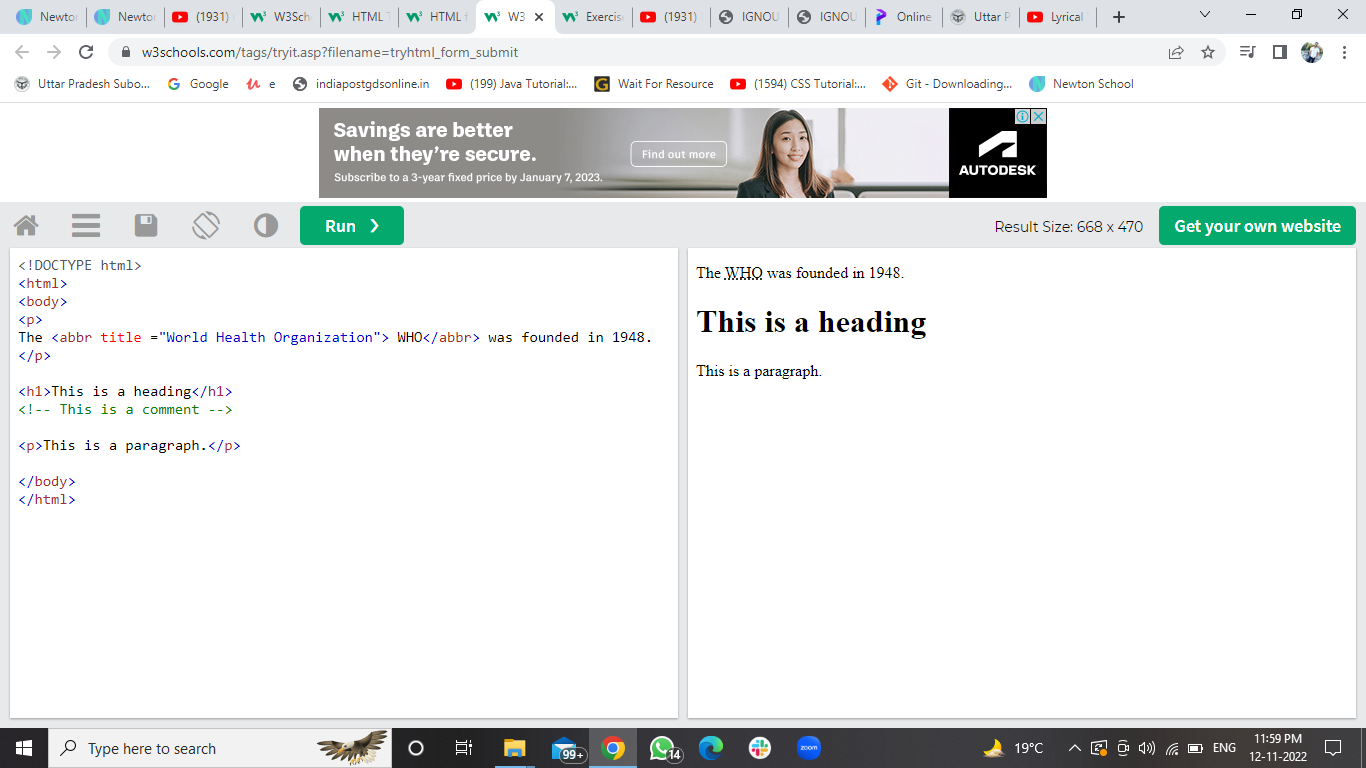 Newton
Newton
(1931)
W3Sch
HTML T
HTML f
W3
Exercis
(1931)
IGNOU
IGNOU
Online
Uttar P
Lyrical
w3schools.com/tags/tryit.asp?filename=tryhtml_form_submit
Uttar Pradesh Subo...
Google
e
indiapostgdsonline.in
(199) Java Tutorial:...
Wait For Resource
(1594) CSS Tutorial:...
Git - Downloading...
Newton School
Savings are better
when they're secure.
Subscribe to a 3-year fixed price by January 7, 2023.
Find out more
AUTODESK
Run ❯
Result Size: 668 x 470
Get your own website
<!DOCTYPE html>
<html>
<body>
<p>
The <abbr title ="World Health Organization"> WHO</abbr> was founded in 1948.
</p>
<h1>This is a heading</h1>
<!-- This is a comment -->
<p>This is a paragraph.</p>
</body>
</html>
The WHO was founded in 1948.
This is a heading
This is a paragraph.
Type here to search
99+
14
zoom
19°C
ENG
11:59 PM
12-11-2022